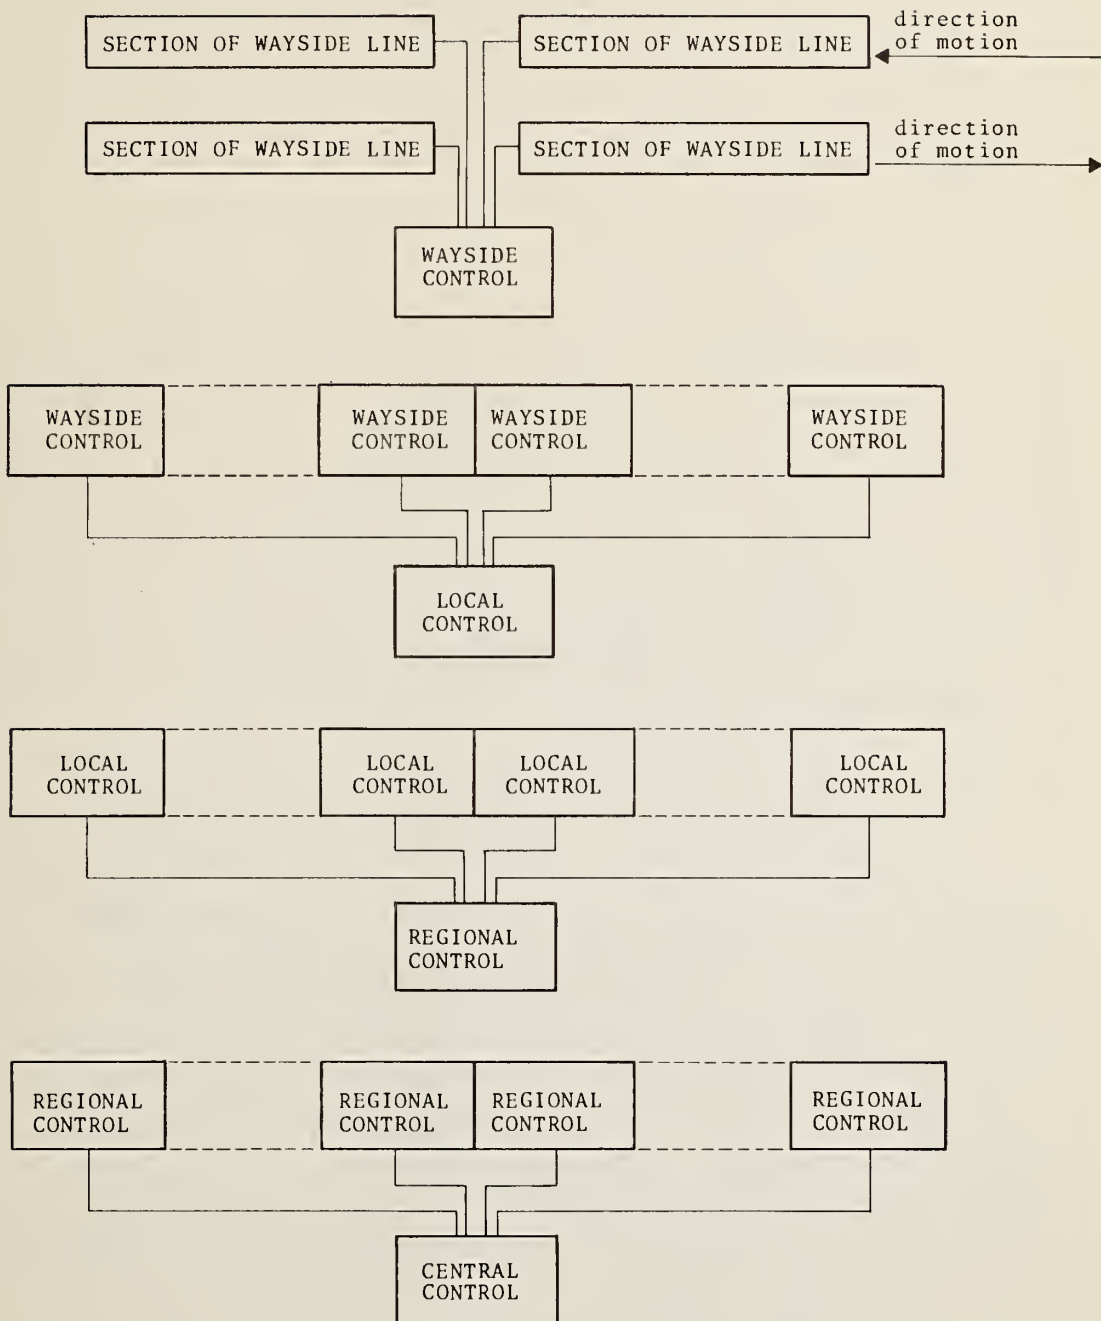 direction
of motion
SECTION OF WAYSIDE LINE
SECTION OF WAYSIDE LINE
direction
of motion
SECTION OF WAYSIDE LINE
SECTION OF WAYSIDE LINE
WAYSIDE
CONTROL
WAYSIDE
CONTROL
WAYSIDE
CONTROL
WAYSIDE
CONTROL
WAYSIDE
CONTROL
LOCAL
CONTROL
LOCAL
CONTROL
LOCAL
CONTROL
LOCAL
CONTROL
LOCAL
CONTROL
REGIONAL
CONTROL
REGIONAL
CONTROL
REGIONAL
CONTROL
REGIONAL
CONTROL
REGIONAL
CONTROL
CENTRAL
CONTROL